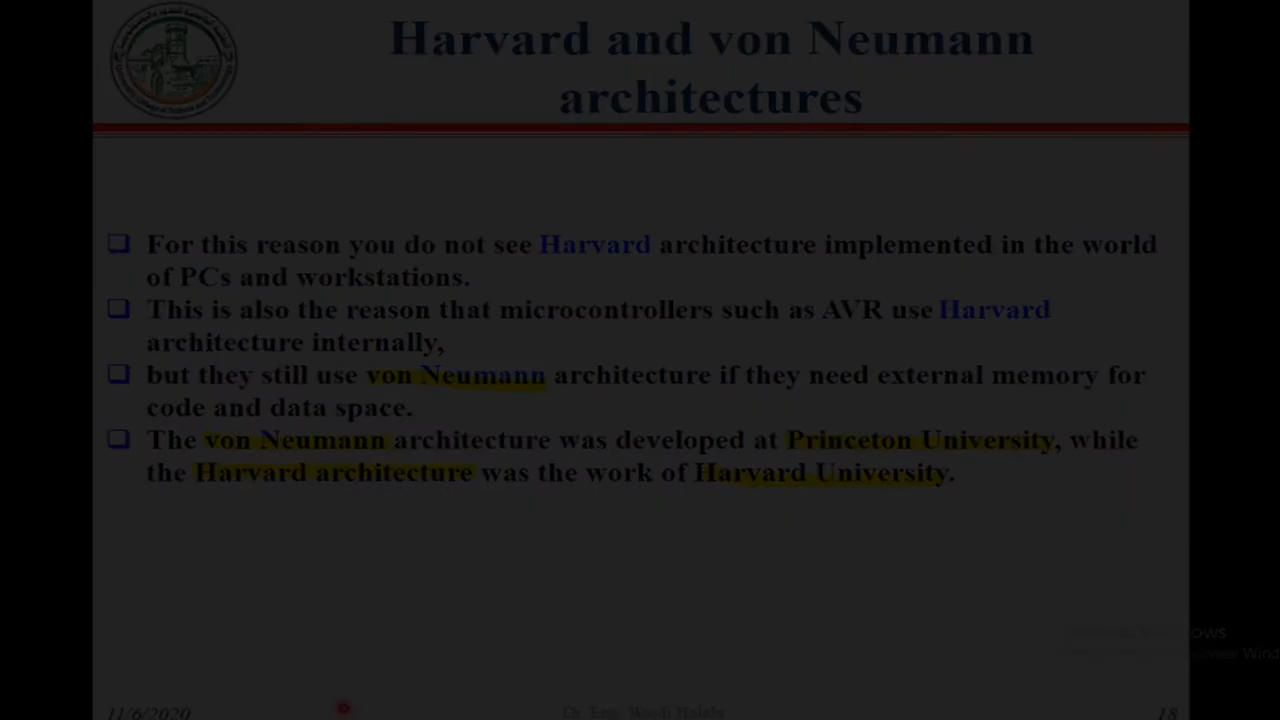 Harvard and von Neumann
architectures
❑ For this reason you do not see Harvard architecture implemented in the world
of PCs and workstations.
❑ This is also the reason that microcontrollers such as AVR use Harvard
architecture internally,
❑ but they still use von Neumann architecture if they need external memory for
code and data space.
❑ The von Neumann architecture was developed at Princeton University, while
the Harvard architecture was the work of Harvard University.
11/6/2020
Dr. Eng. 
18